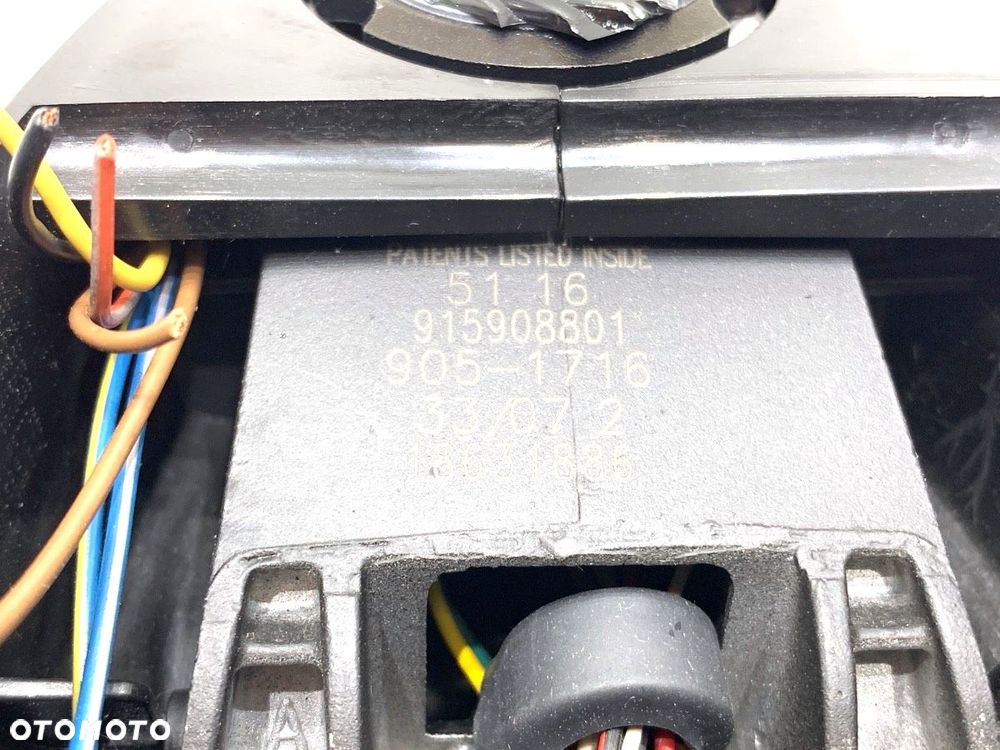 PATENTS LISTED INSIDE
51 16
915908801
905-1716
33/07 2
OTOMOTO